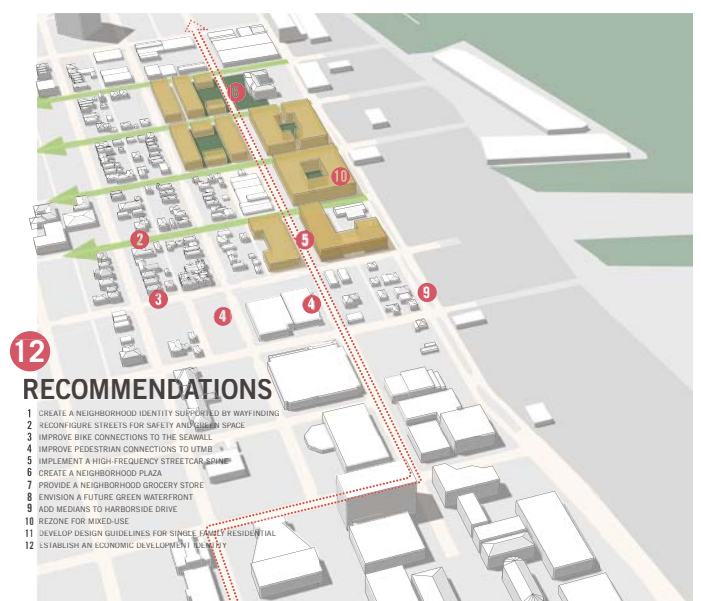 6
10
2
5
3
4
4
9
12
RECOMMENDATIONS
1 CREATE A NEIGHBORHOOD IDENTITY SUPPORTED BY WAYFINDING
2 RECONFIGURE STREETS FOR SAFETY AND GREEN SPACE
3 IMPROVE BIKE CONNECTIONS TO THE SEAWALL
4 IMPROVE PEDESTRIAN CONNECTIONS TO UTMB
5 IMPLEMENT A HIGH-FREQUENCY STREETCAR SPINE
6 CREATE A NEIGHBORHOOD PLAZA
7 PROVIDE A NEIGHBORHOOD GROCERY STORE
8 ENVISION A FUTURE GREEN WATERFRONT
9 ADD MEDIANS TO HARBORSIDE DRIVE
10 REZONE FOR MIXED-USE
11 DEVELOP DESIGN GUIDELINES FOR SINGLE FAMILY RESIDENTIAL
12 ESTABLISH AN ECONOMIC DEVELOPMENT IDENTITY